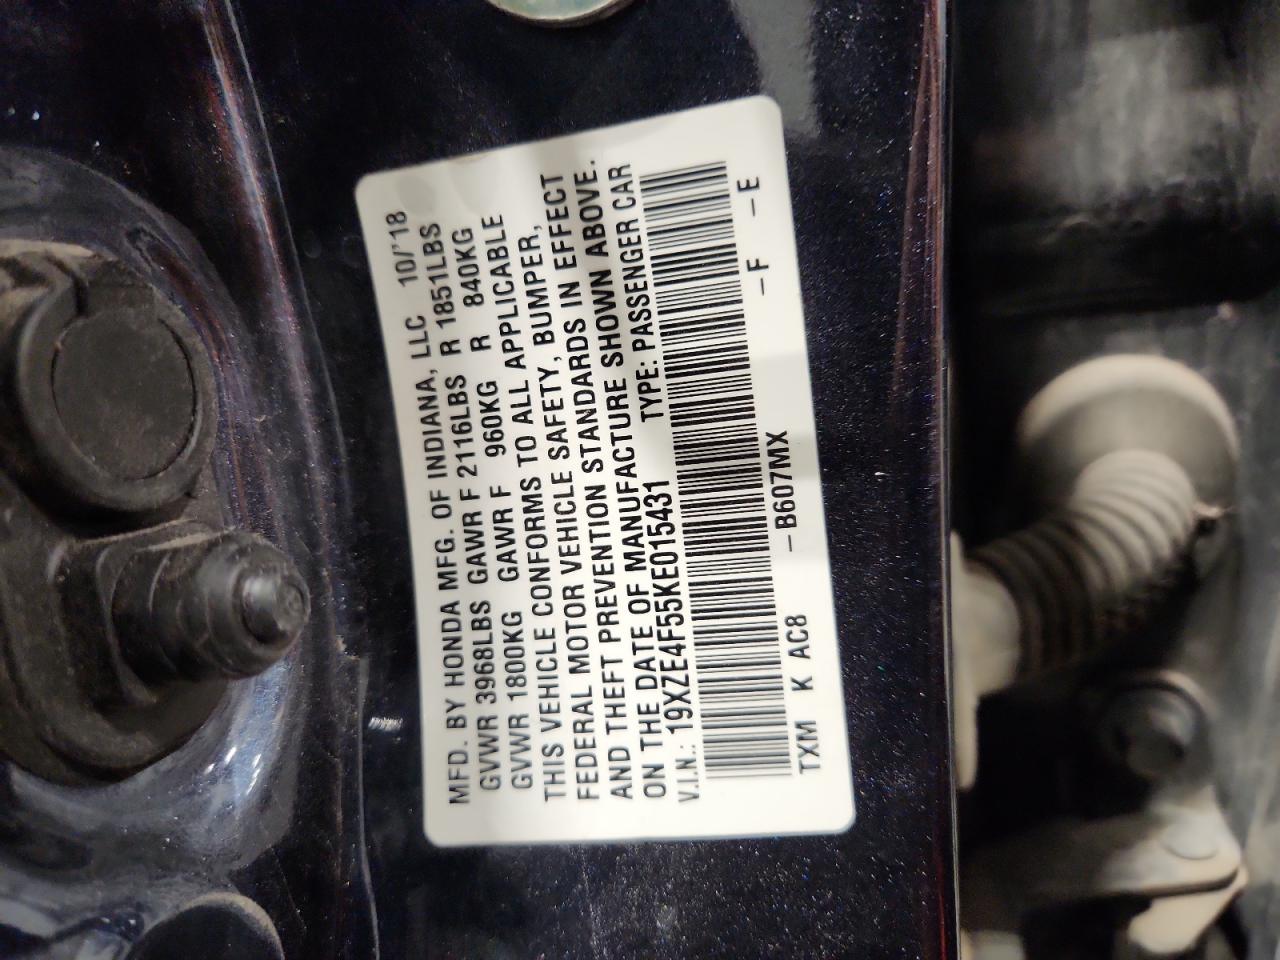 MFD. BY HONDA MFG. OF INDIANA, LLC 10/'18
GVWR 3968LBS GAWR F 2116LBS R 1851LBS
GVWR 1800KG GAWR F 960KG R 840KG
THIS VEHICLE CONFORMS TO ALL APPLICABLE
FEDERAL MOTOR VEHICLE SAFETY, BUMPER,
AND THEFT PREVENTION STANDARDS IN EFFECT
ON THE DATE OF MANUFACTURE SHOWN ABOVE.
V.I.N.: 19XZE4F55KE015431 TYPE: PASSENGER CAR
TXM K AC8 – B607MX – F – E